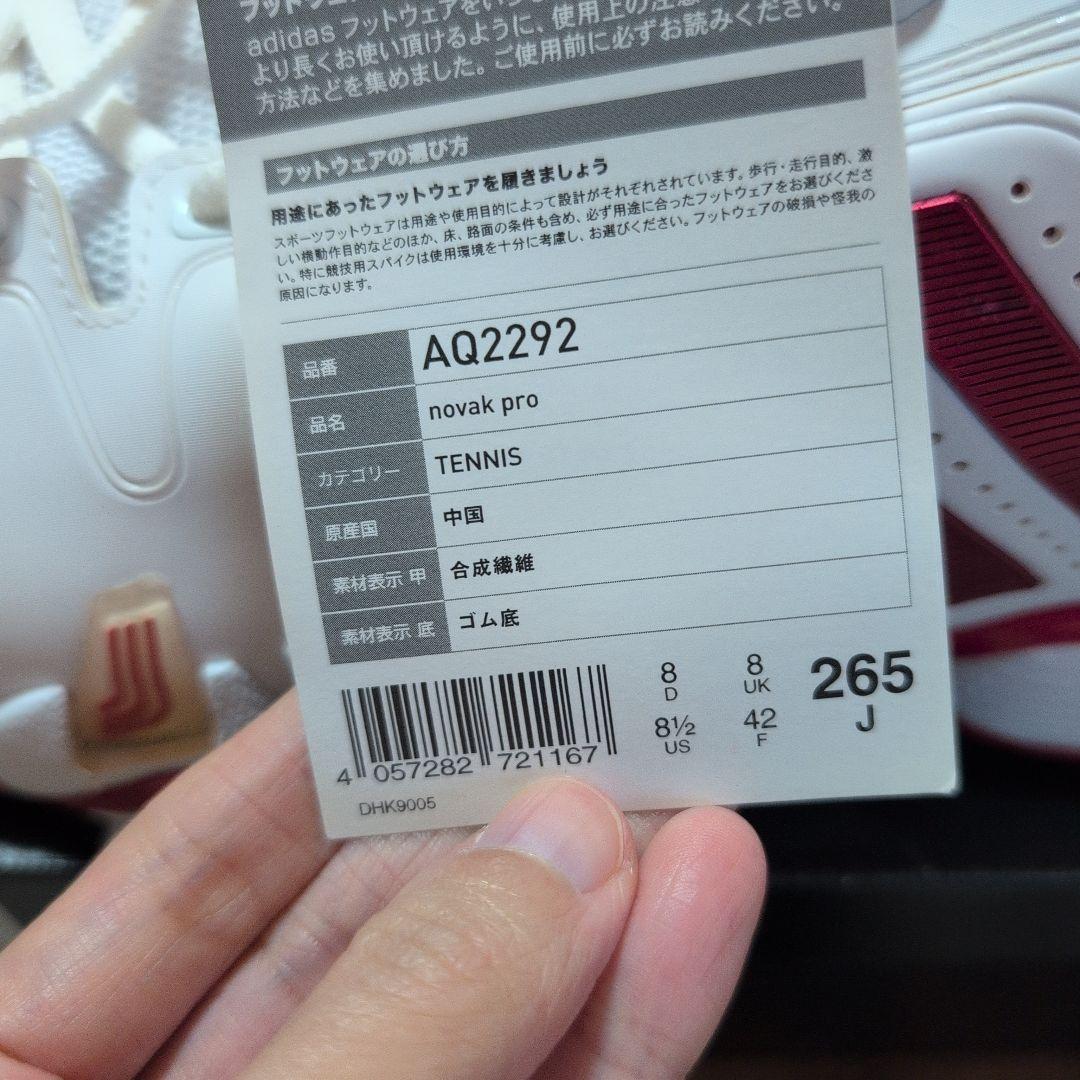 フットウェア
adidas フットウェアをいつも
より長くお使い頂けるように、使用上の注意
方法などを集めました。ご使用前に必ずお読みください。
フットウェアの選び方
用途にあったフットウェアを履きましょう
スポーツフットウェアは用途や使用目的によって設計がそれぞれされています。歩行・走行目的、激
しい横動作目的などのほか、床、路面の条件も含め、必ず用途に合ったフットウェアをお選びくださ
い。特に競技用スパイクは使用環境を十分に考慮し、お選びください。フットウェアの破損や怪我の
原因になります。
品番 AQ2292
品名 novak pro
カテゴリー TENNIS
原産国 中国
素材表示 甲 合成繊維
素材表示 底 ゴム底
8 D
8 UK
265 J
8½ US
42 F
4 057282 721167
DHK9005